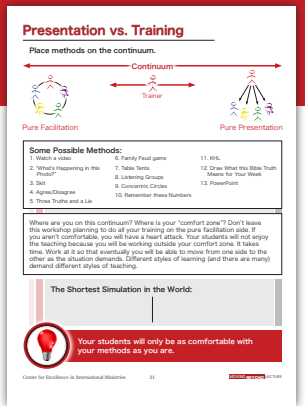 Presentation vs. Training
Place methods on the continuum.
Continuum
Trainer
Pure Facilitation
Pure Presentation
Some Possible Methods:
1. Watch a video
2. "What's Happening in this
Photo?"
3. Skit
4. Agree/Disagree
5. Three Truths and a Lie
6. Family Feud game
7. Table Tents
8. Listening Groups
9. Concentric Circles
10. Remember these Numbers
11. KHL
12. Draw What this Bible Truth
Means for Your Week
13. PowerPoint
Where are you on this continuum? Where is your "comfort zone"? Don't leave
this workshop planning to do all your training on the pure facilitation side. If
you aren't comfortable, you will have a heart attack. Your students will not enjoy
the teaching because you will be working outside your comfort zone. It takes
time. Work at it so that eventually you will be able to move from one side to the
other as the situation demands. Different styles of learning (and there are many)
demand different styles of teaching.
The Shortest Simulation in the World:
Your students will only be as comfortable with
your methods as you are.
Center for Excellence in International Ministries
21
MOVING BEYOND LECTURE